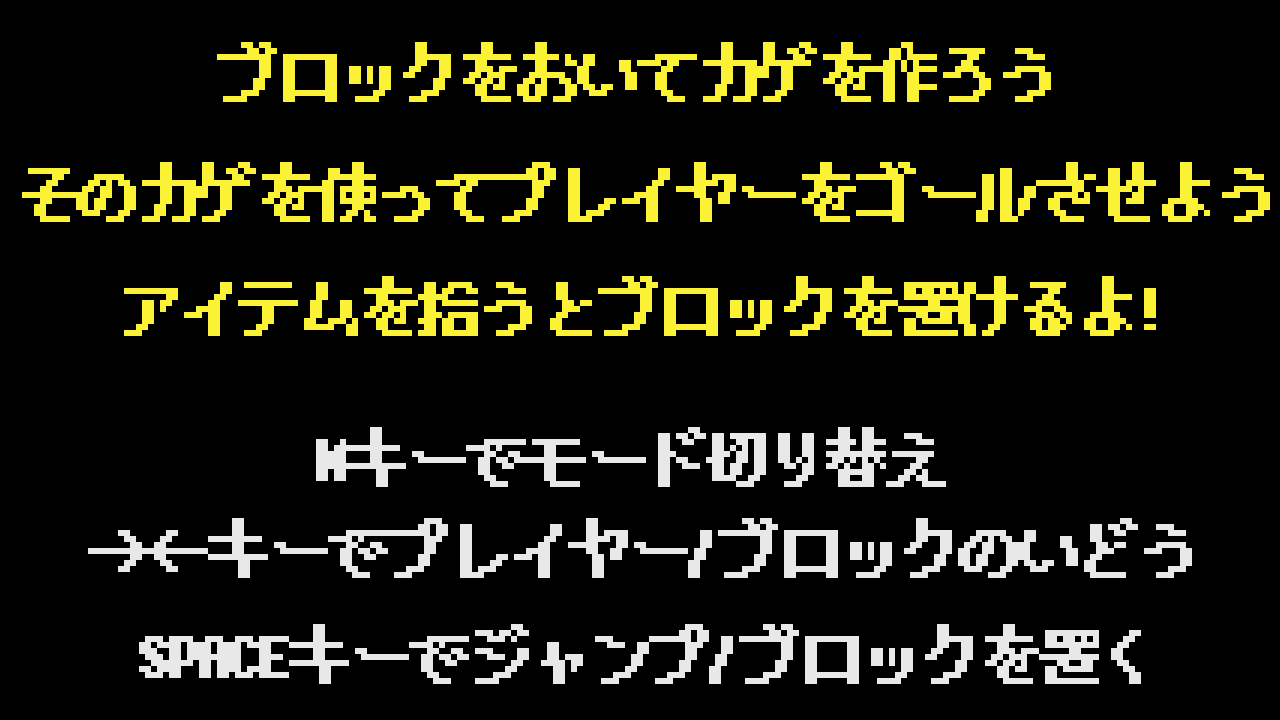 ブロックをおいてカゲを作ろう
そのカゲを使ってプレイヤーをゴールさせよう
アイテムを拾うとブロックを置けるよ!
キーでモード切り替え
→←キーでプレイヤー/ブロックのいどう
SPACEキーでジャンプ/ブロックを置く